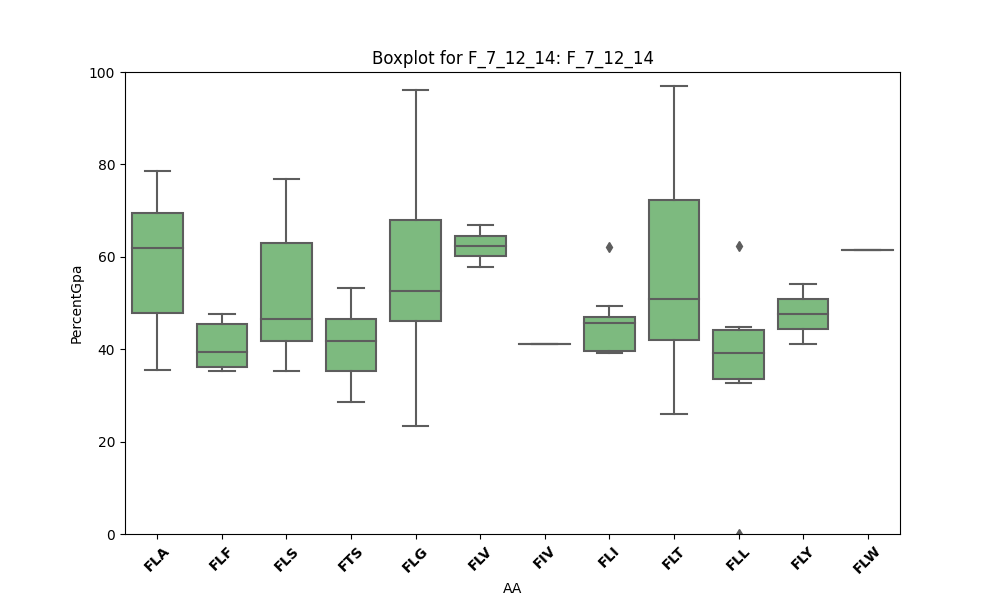 Boxplot for F_7_12_14: F_7_12_14
100
80
60
40
20
0
PercentGpa
FLA FLF FLS FTS FLG FLV FIV FLI FLT FLL FLY FLW
AA